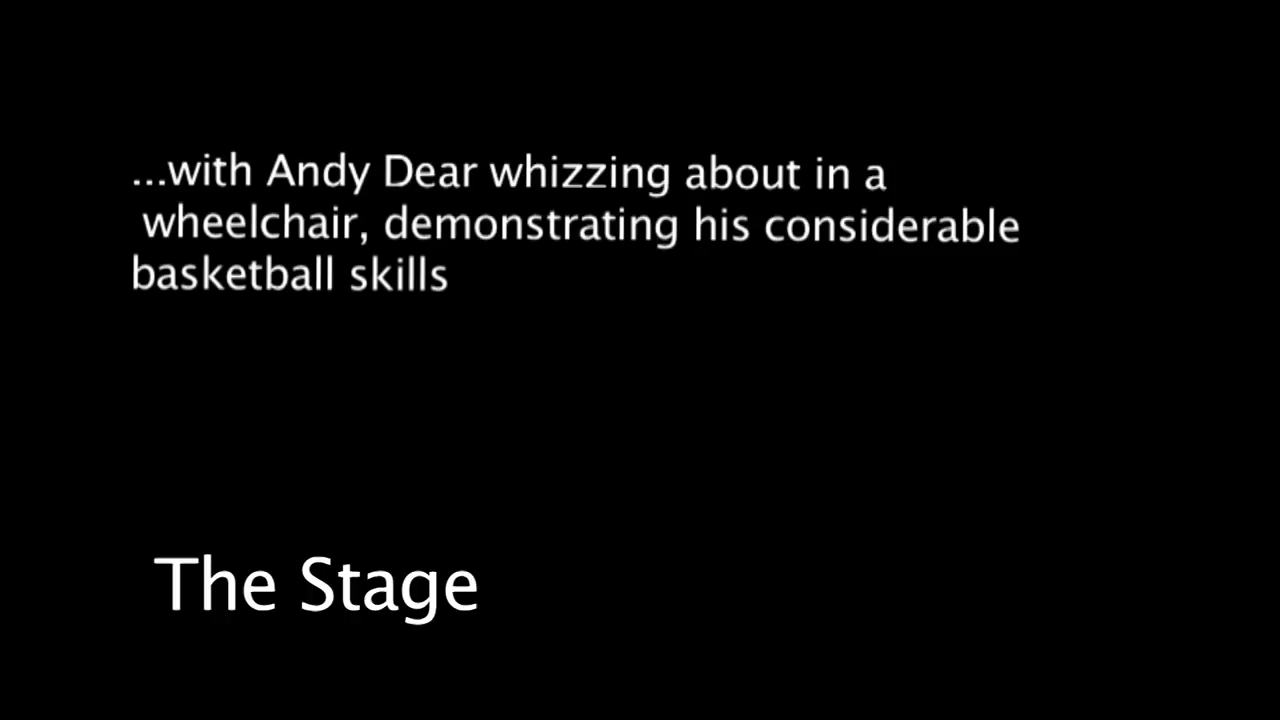 ...with Andy Dear whizzing about in a
wheelchair, demonstrating his considerable
basketball skills
The Stage